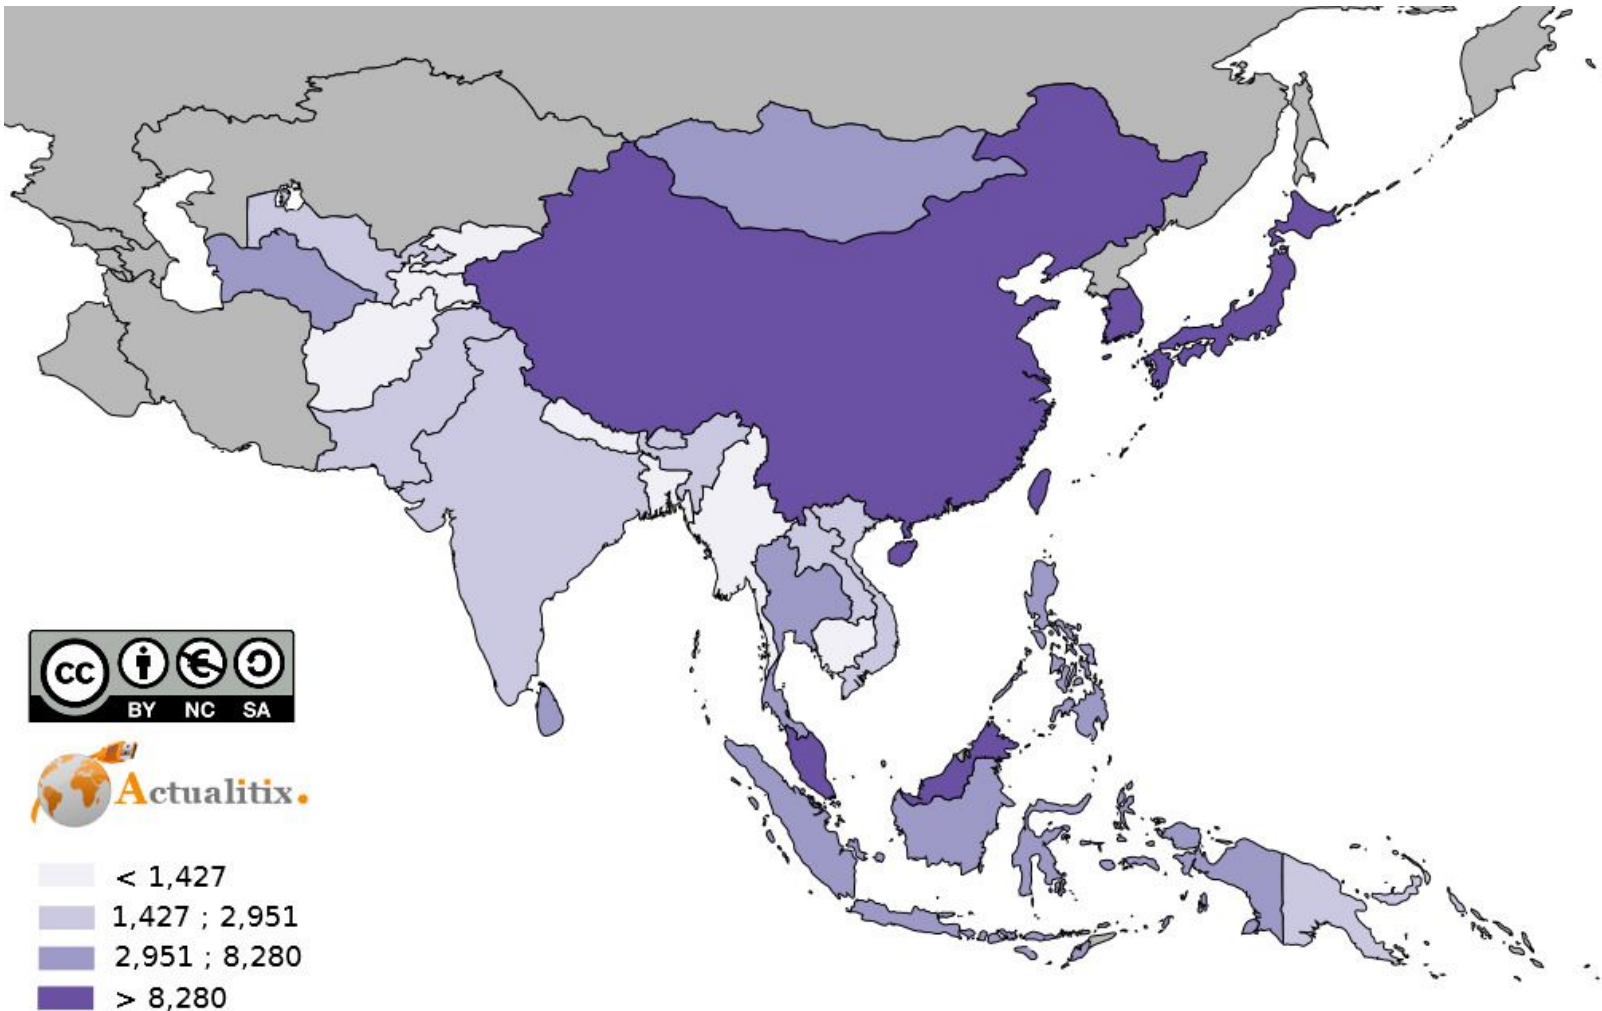 cc
BY NC SA
Actualitix.
< 1,427
1,427 ; 2,951
2,951 ; 8,280
> 8,280